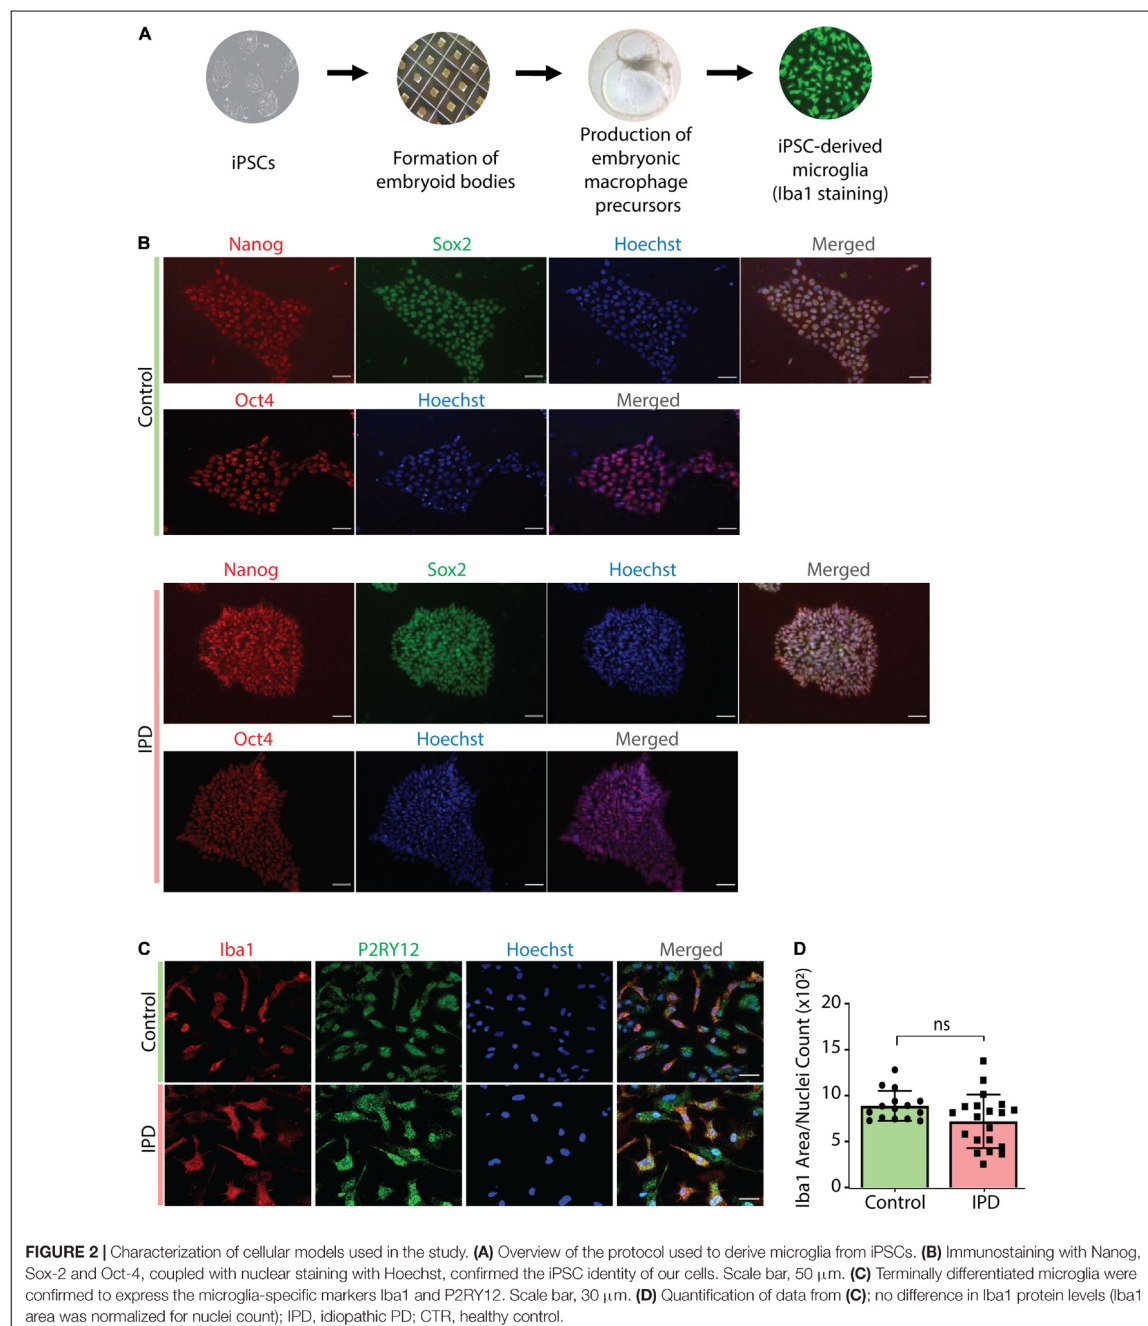 A
iPSCs
Formation of
embryoid bodies
Production of
embryonic
macrophage
precursors
iPSC-derived
microglia
(Iba1 staining)
B
Nanog Sox2 Hoechst Merged
Control
Oct4 Hoechst Merged
Nanog Sox2 Hoechst Merged
IPD
Oct4 Hoechst Merged
C
Iba1 P2RY12 Hoechst Merged
Control
IPD
D
Iba1 Area/Nuclei Count (x10²)
20
15
10
5
0
ns
Control IPD
FIGURE 2 | Characterization of cellular models used in the study. (A) Overview of the protocol used to derive microglia from iPSCs. (B) Immunostaining with Nanog,
Sox-2 and Oct-4, coupled with nuclear staining with Hoechst, confirmed the iPSC identity of our cells. Scale bar, 50 μm. (C) Terminally differentiated microglia were
confirmed to express the microglia-specific markers Iba1 and P2RY12. Scale bar, 30 μm. (D) Quantification of data from (C); no difference in Iba1 protein levels (Iba1
area was normalized for nuclei count); IPD, idiopathic PD; CTR, healthy control.